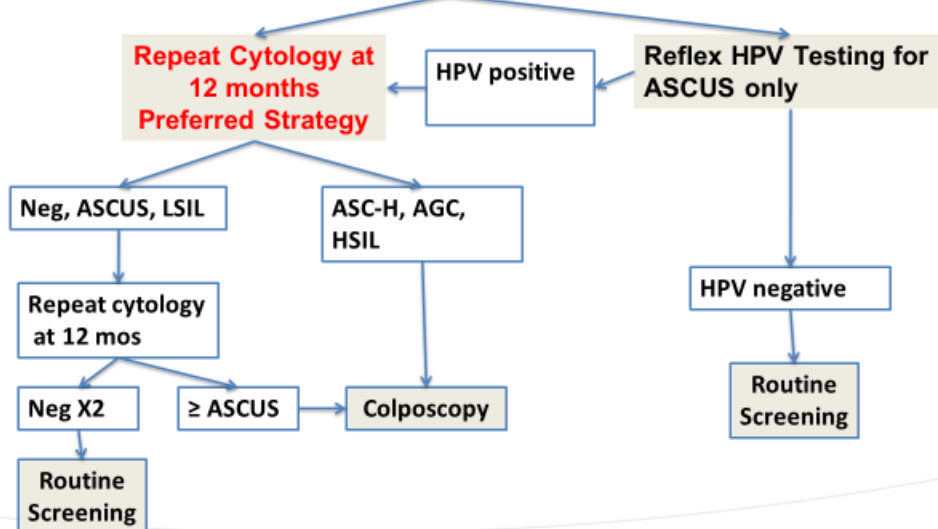 Repeat Cytology at
12 months
Preferred Strategy
HPV positive
Reflex HPV Testing for
ASCUS only
Neg, ASCUS, LSIL
ASC-H, AGC,
HSIL
Repeat cytology
at 12 mos
HPV negative
Neg X2
≥ ASCUS
Colposcopy
Routine
Screening
Routine
Screening